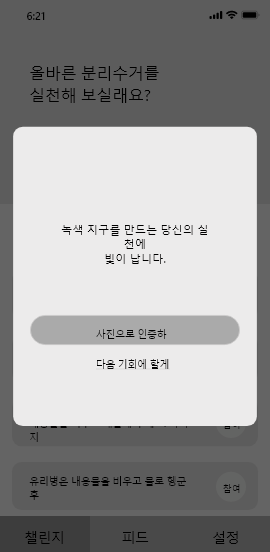 6:21
올바른 분리수거를
실천해 보실래요?
녹색 지구를 만드는 당신의 실
천에
빛이 납니다.
사진으로 인증하
다음 기회에 할게
지
유리병은 내용물을 비우고 물로 헹군
후
참여
챌린지
피드
설정